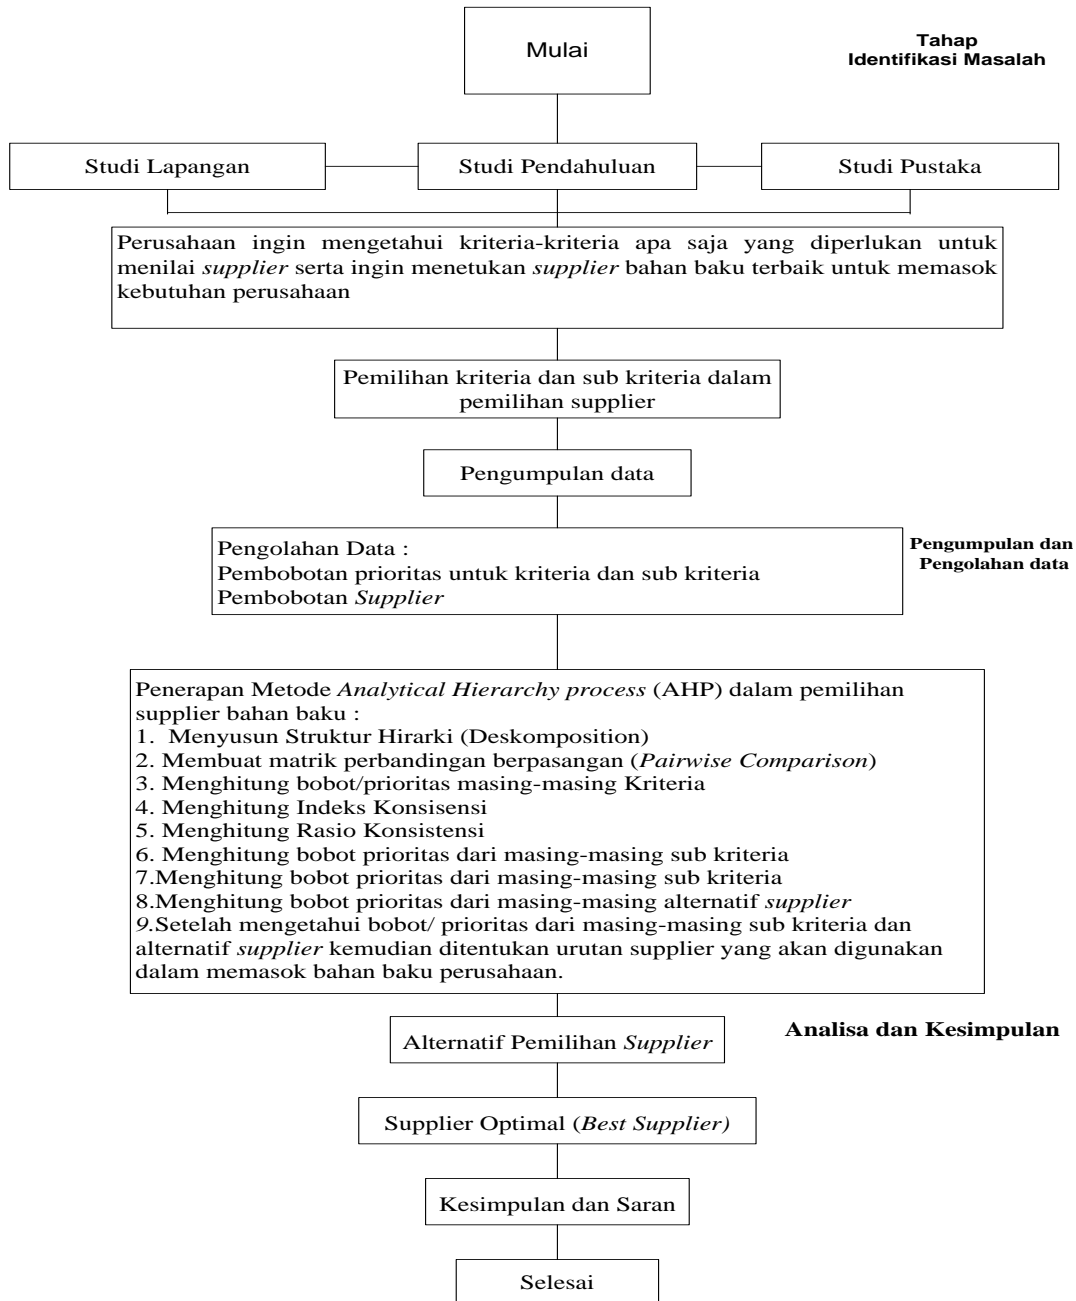 Mulai
Tahap
Identifikasi Masalah
Studi Lapangan
Studi Pendahuluan
Studi Pustaka
Perusahaan ingin mengetahui kriteria-kriteria apa saja yang diperlukan untuk
menilai supplier serta ingin menetukan supplier bahan baku terbaik untuk memasok
kebutuhan perusahaan
Pemilihan kriteria dan sub kriteria dalam
pemilihan supplier
Pengumpulan data
Pengolahan Data :
Pembobotan prioritas untuk kriteria dan sub kriteria
Pembobotan Supplier
Pengumpulan dan
Pengolahan data
Penerapan Metode Analytical Hierarchy process (AHP) dalam pemilihan
supplier bahan baku :
1. Menyusun Struktur Hirarki (Deskomposition)
2. Membuat matrik perbandingan berpasangan (Pairwise Comparison)
3. Menghitung bobot/prioritas masing-masing Kriteria
4. Menghitung Indeks Konsisensi
5. Menghitung Rasio Konsistensi
6. Menghitung bobot prioritas dari masing-masing sub kriteria
7.Menghitung bobot prioritas dari masing-masing sub kriteria
8.Menghitung bobot prioritas dari masing-masing alternatif supplier
9.Setelah mengetahui bobot/ prioritas dari masing-masing sub kriteria dan
alternatif supplier kemudian ditentukan urutan supplier yang akan digunakan
dalam memasok bahan baku perusahaan.
Analisa dan Kesimpulan
Alternatif Pemilihan Supplier
Supplier Optimal (Best Supplier)
Kesimpulan dan Saran
Selesai